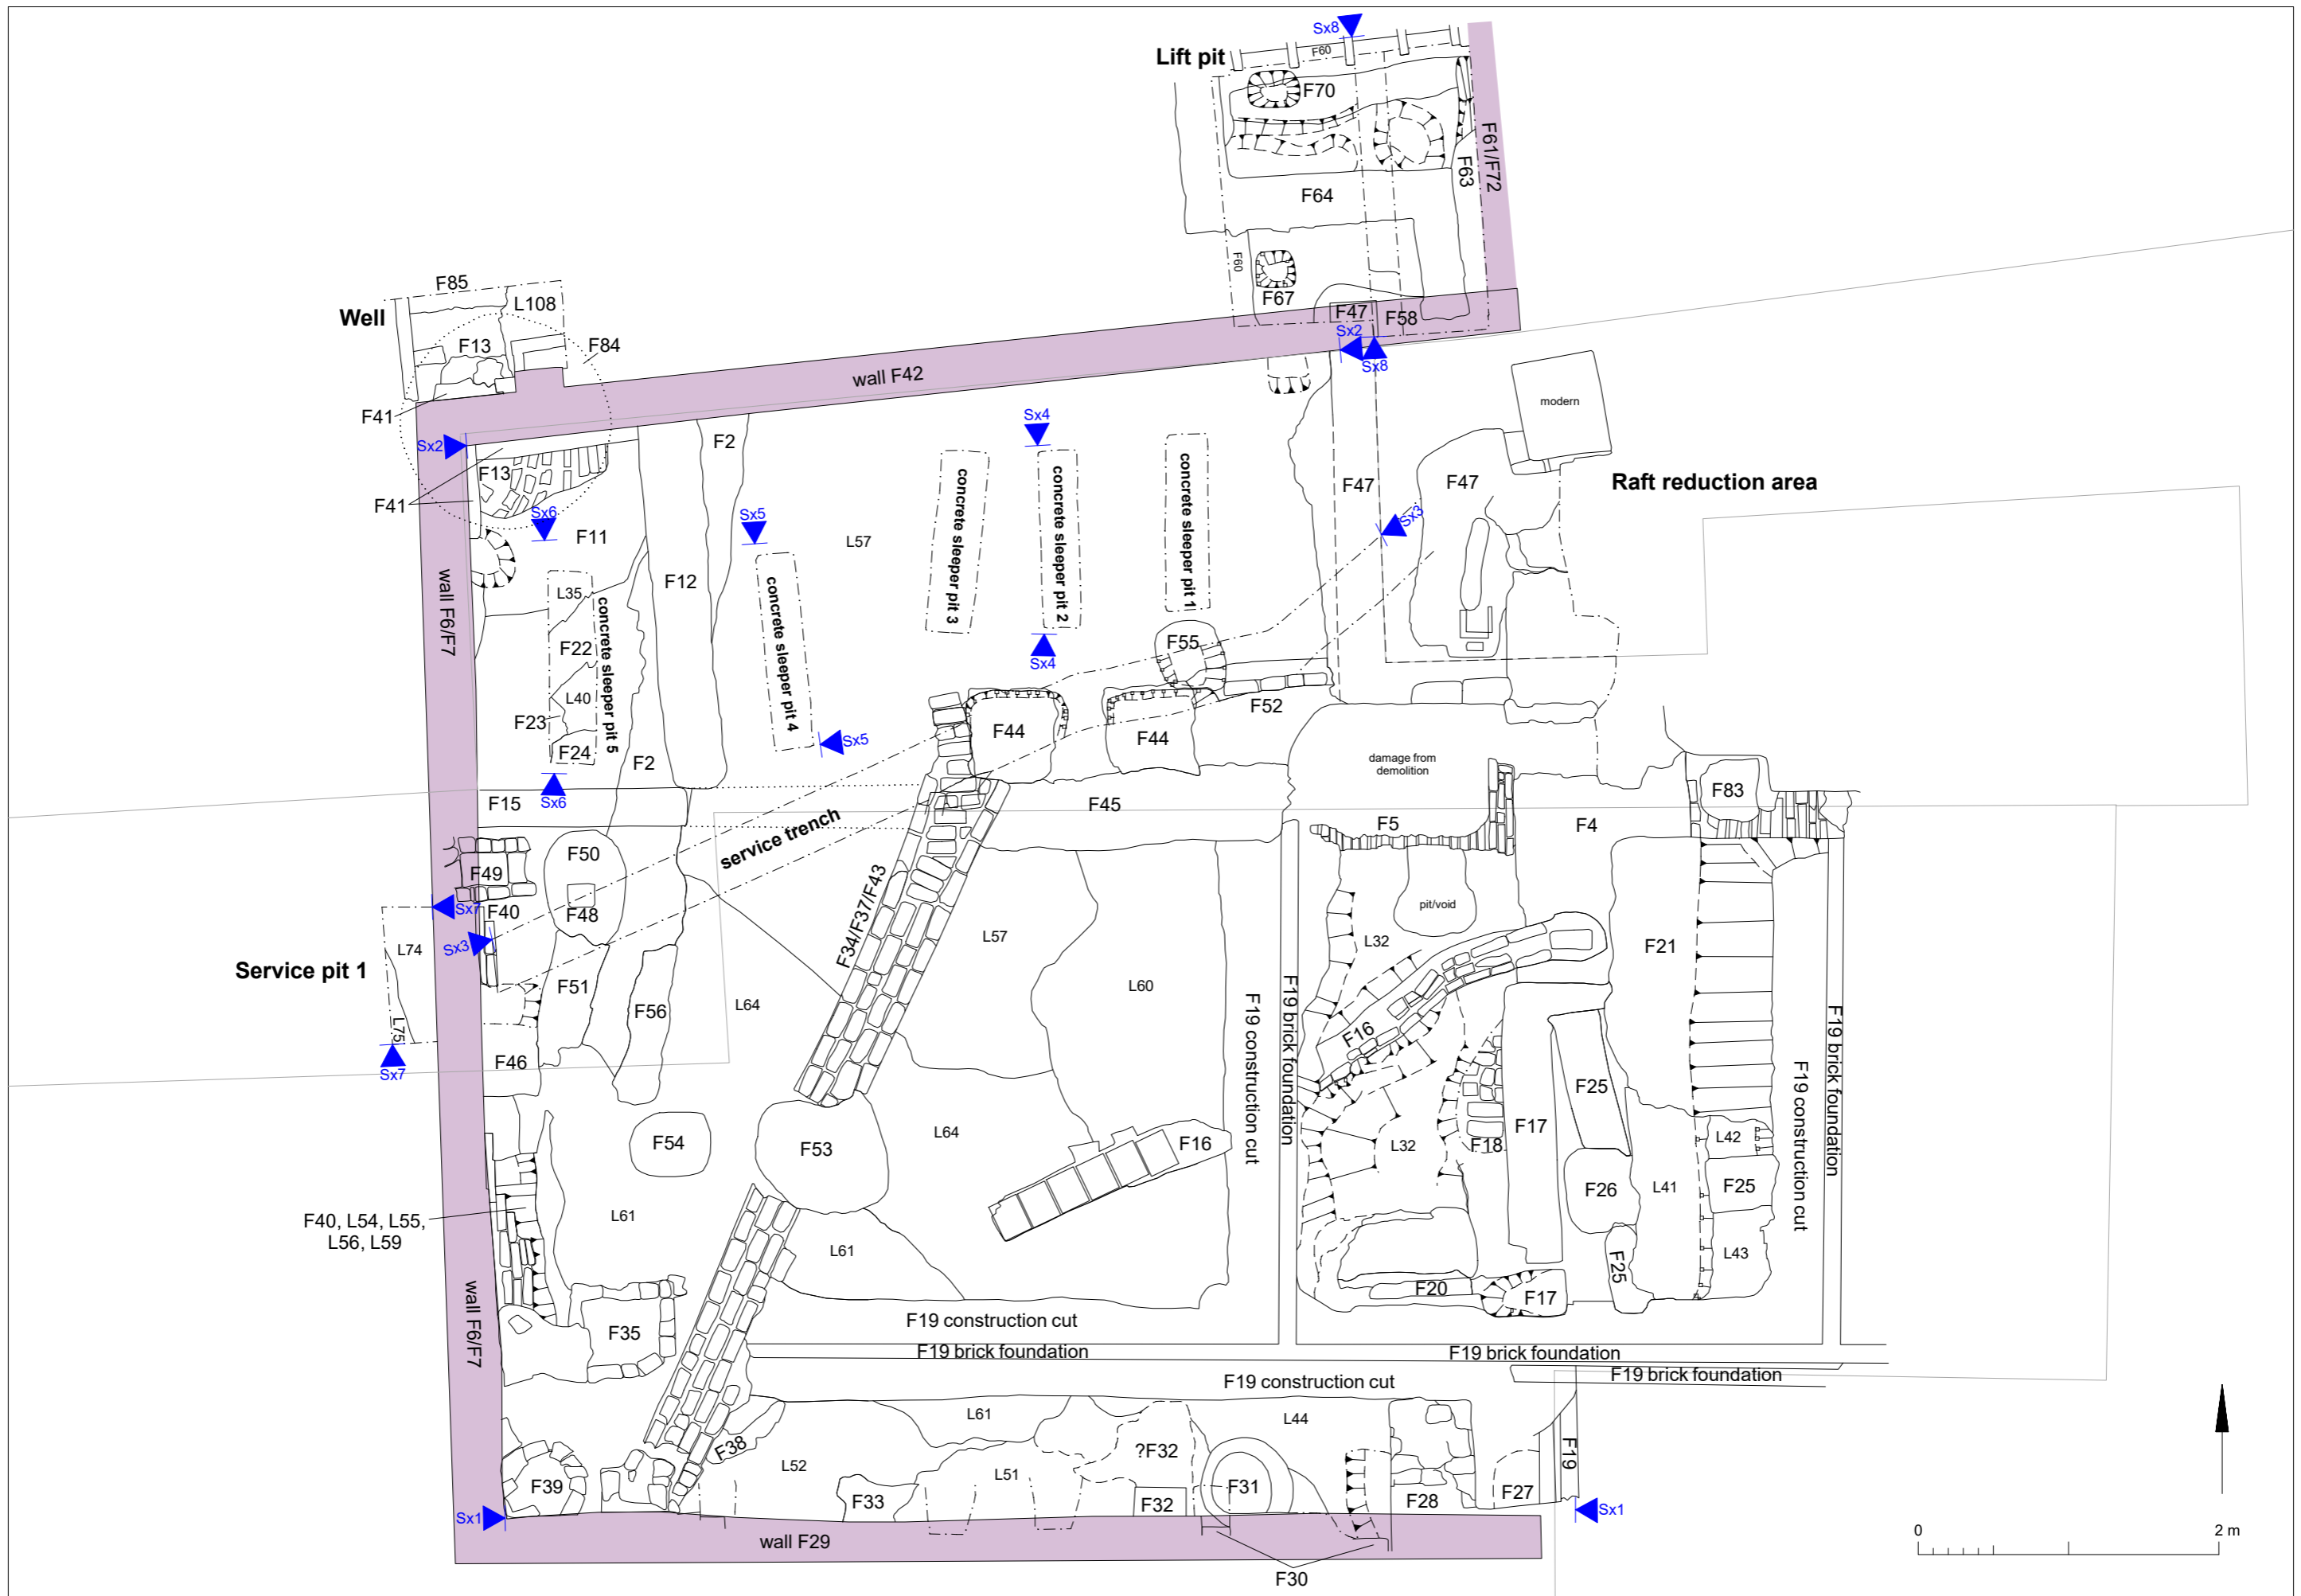 Sx8
F60
Lift pit
F70
F61/F72
F63
F64
F60
F67
F47
F58
Sx2
Sx8
F85
L108
Well
F13
F84
wall F42
F41
Sx2
F13
F41
F2
Sx4
modern
Sx6
Sx5
F11
L57
concrete sleeper pit 3
concrete sleeper pit 2
concrete sleeper pit 1
F47
F47
Raft reduction area
Sx3
wall F6/F7
F12
L35
F22
L40
F23
F24
concrete sleeper pit 5
concrete sleeper pit 4
Sx4
F55
F52
Sx5
F2
F44
F44
damage from
demolition
Sx6
F15
F45
F83
F5
F4
service trench
F50
F49
F48
F40
Sx7
Sx3
L74
Service pit 1
L75
Sx7
F51
F56
F46
L64
F34/F37/F43
L57
L60
F19 construction cut
F19 brick foundation
pit/void
L32
F21
F16
F25
F17
F18
L32
F19 construction cut
F19 brick foundation
F54
F53
L64
F16
L42
F26
L41
F25
L43
F25
F40, L54, L55,
L56, L59
L61
L61
F20
F17
wall F6/F7
F35
F19 construction cut
F19 brick foundation
F19 brick foundation
F19 brick foundation
F19 construction cut
L61
L44
?F32
F38
L52
L51
F39
F33
F32
F31
F28
F27
F19
Sx1
Sx1
wall F29
F30
0
2 m